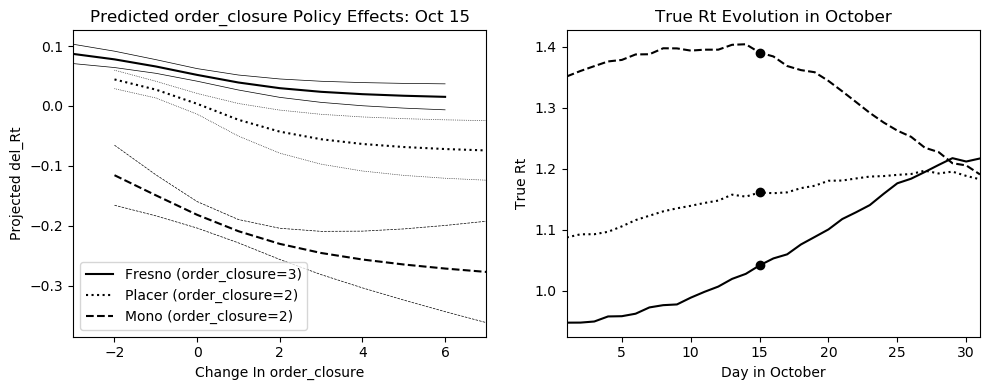 Predicted order_closure Policy Effects: Oct 15
Projected del_Rt
0.1
0.0
−0.1
−0.2
−0.3
Fresno (order_closure=3)
Placer (order_closure=2)
Mono (order_closure=2)
−2
0
2
4
6
Change In order_closure
True Rt Evolution in October
True Rt
1.4
1.3
1.2
1.1
1.0
5
10
15
20
25
30
Day in October